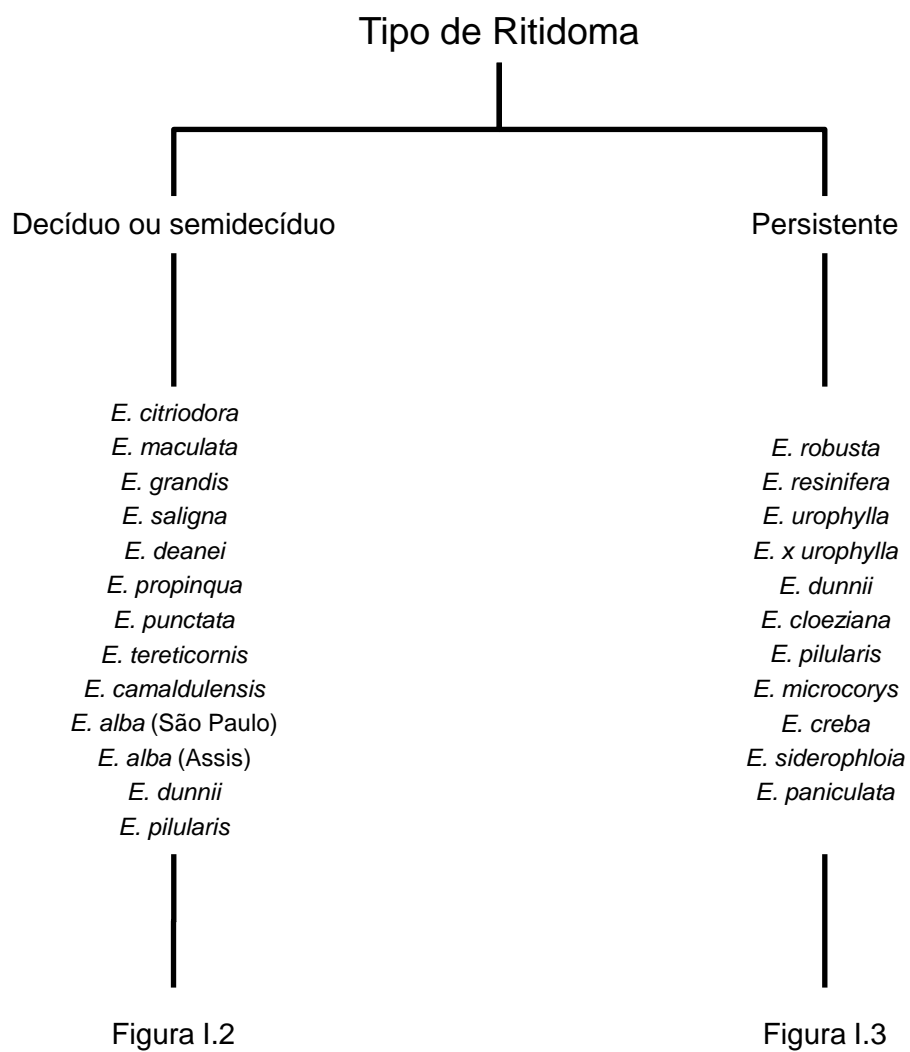 Tipo de Ritidoma
Decíduo ou semidecíduo
E. citriodora
E. maculata
E. grandis
E. saligna
E. deanei
E. propinqua
E. punctata
E. tereticornis
E. camaldulensis
E. alba (São Paulo)
E. alba (Assis)
E. dunnii
E. pilularis
Figura I.2
Persistente
E. robusta
E. resinifera
E. urophylla
E. x urophylla
E. dunnii
E. cloeziana
E. pilularis
E. microcorys
E. creba
E. siderophloia
E. paniculata
Figura I.3